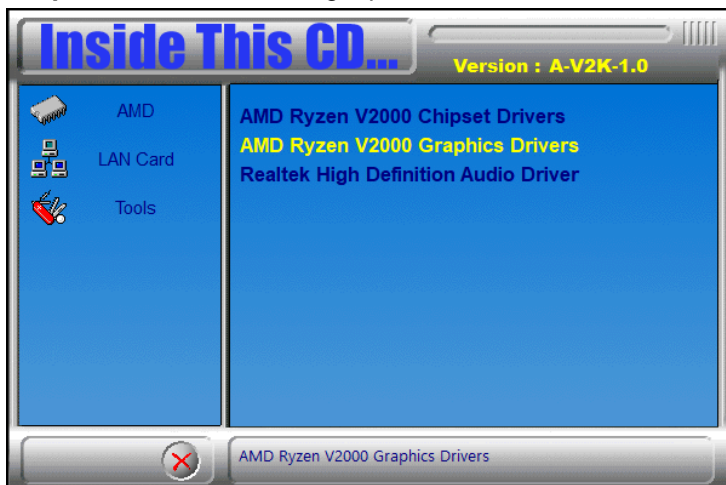 Inside This CD...
Version : A-V2K-1.0
AMD
LAN Card
Tools
AMD Ryzen V2000 Chipset Drivers
AMD Ryzen V2000 Graphics Drivers
Realtek High Definition Audio Driver
AMD Ryzen V2000 Graphics Drivers